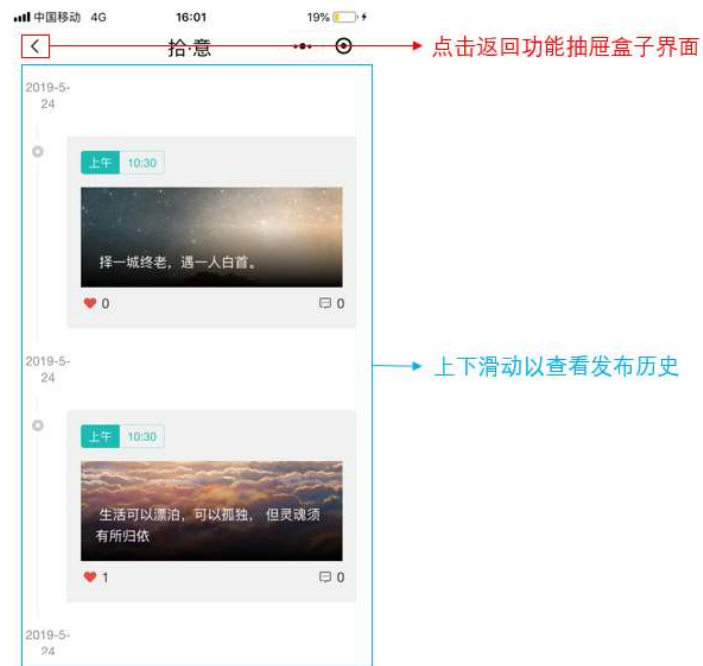 中国移动 4G 16:01 19%
拾·意 点击返回功能抽屉盒子界面
2019-5-
24
上午 10:30
择一城终老，遇一人白首。
0 0
2019-5-
24
上下滑动以查看发布历史
上午 10:30
生活可以漂泊，可以孤独， 但灵魂须
有所归依
1 0
2019-5-
24